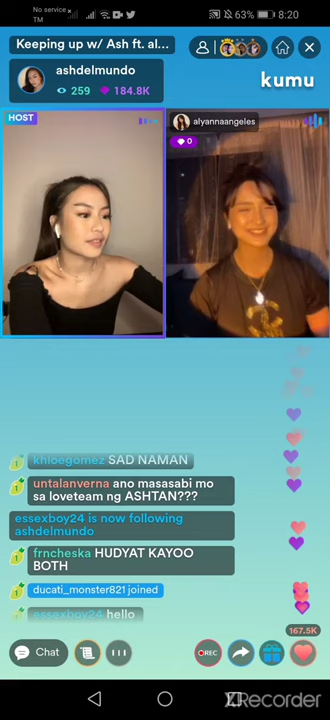 No service
TM
63% 8:20
Keeping up w/ Ash ft. al...
ashdelmundo
259 184.8K
kumu
HOST
alyannaangeles
0
khloegomez SAD NAMAN
untalanverna ano masasabi mo
sa loveteam ng ASHTAN???
essexboy24 is now following
ashdelmundo
frncheska HUDYAT KAYOO
BOTH
ducati_monster821 joined
essexboy24 hello
167.5K
Chat
REC
XRecorder